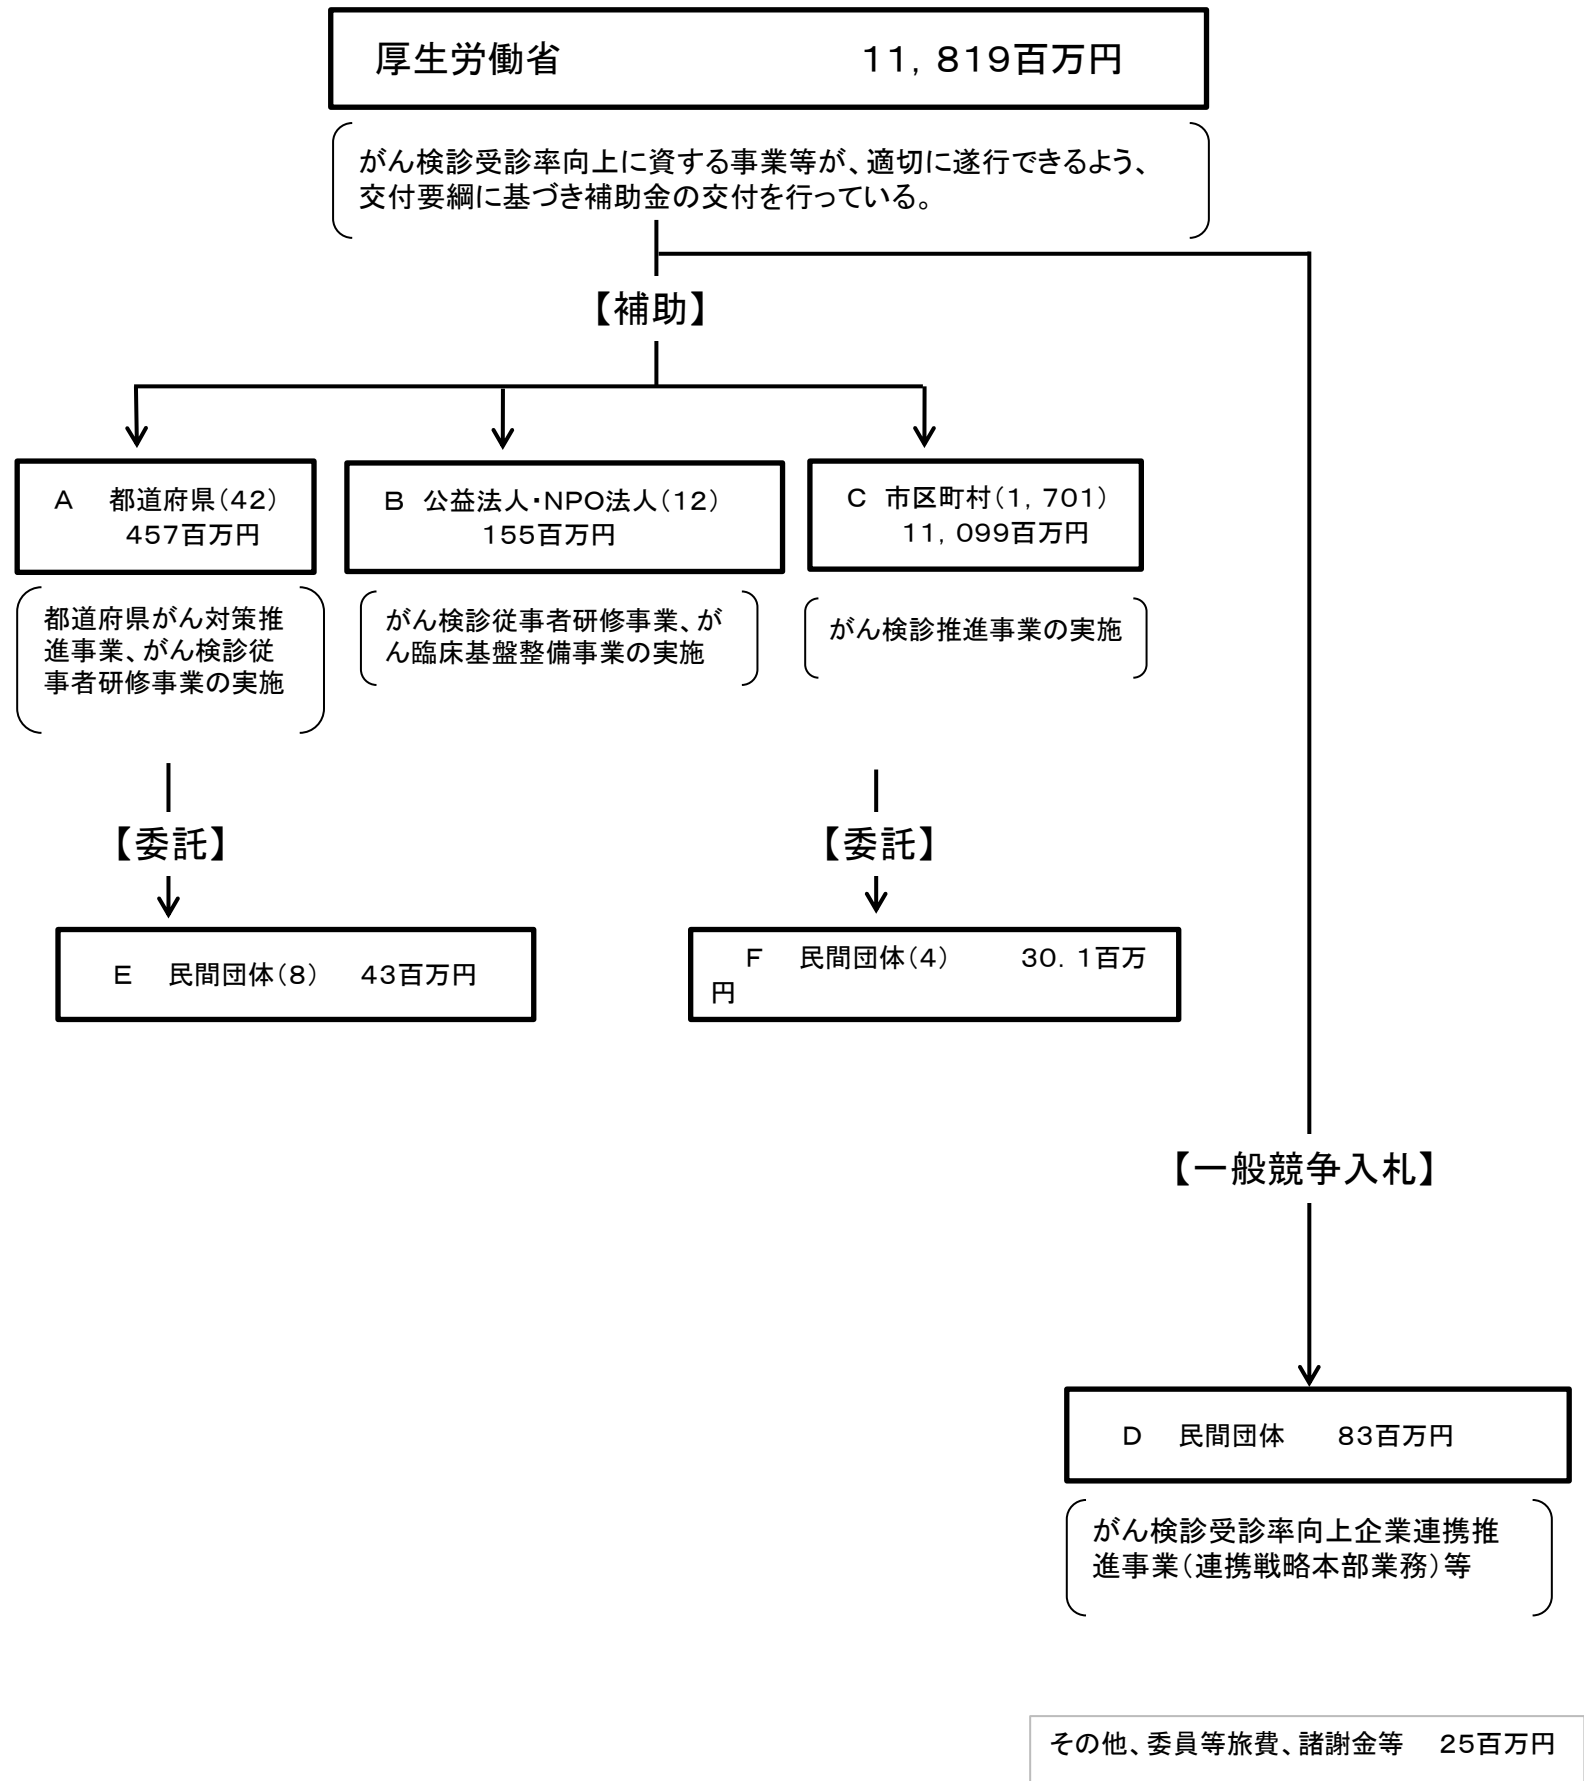 厚生労働省　　　　　　　　11，819百万円
がん検診受診率向上に資する事業等が、適切に遂行できるよう、
交付要綱に基づき補助金の交付を行っている。
【補助】
A　都道府県（42）
457百万円
B　公益法人・NPO法人（12）
155百万円
C　市区町村（1，701）
11，099百万円
都道府県がん対策推
進事業、がん検診従
事者研修事業の実施
がん検診従事者研修事業、が
ん臨床基盤整備事業の実施
がん検診推進事業の実施
【委託】
【委託】
E　民間団体（8）　43百万円
F　民間団体（4）　　30．1百万
円
【一般競争入札】
D　民間団体　　83百万円
がん検診受診率向上企業連携推
進事業（連携戦略本部業務）等
その他、委員等旅費、諸謝金等　25百万円